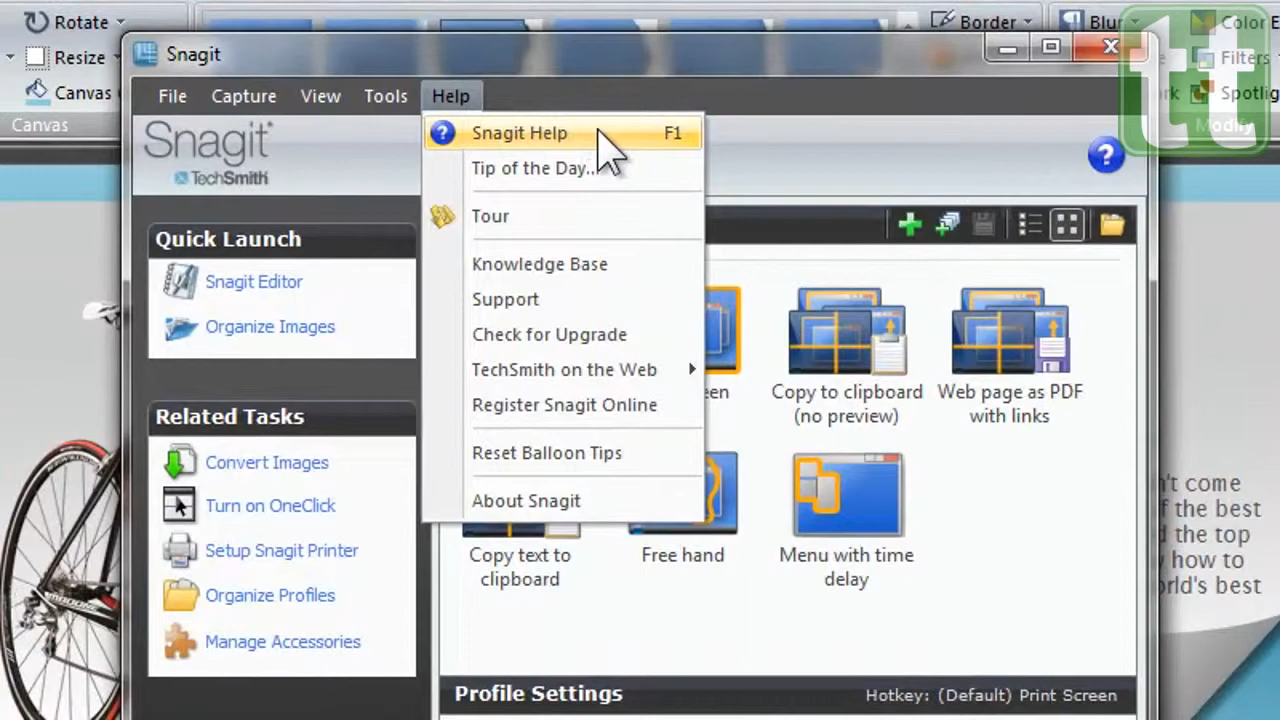 Rotate
Border
Blur
Color E
Resize
Filters
Canvas
Spotlig
Canvas
Modify
tt
Snagit
File Capture View Tools Help
Snagit
TechSmith
Snagit Help F1
Tip of the Day...
Tour
Knowledge Base
Support
Check for Upgrade
TechSmith on the Web
Register Snagit Online
Reset Balloon Tips
About Snagit
Quick Launch
Snagit Editor
Organize Images
Related Tasks
Convert Images
Turn on OneClick
Setup Snagit Printer
Organize Profiles
Manage Accessories
een
Copy to clipboard
(no preview)
Web page as PDF
with links
Copy text to
clipboard
Free hand
Menu with time
delay
Profile Settings
Hotkey: (Default) Print Screen
n't come
f the best
d the top
how to
orld's best